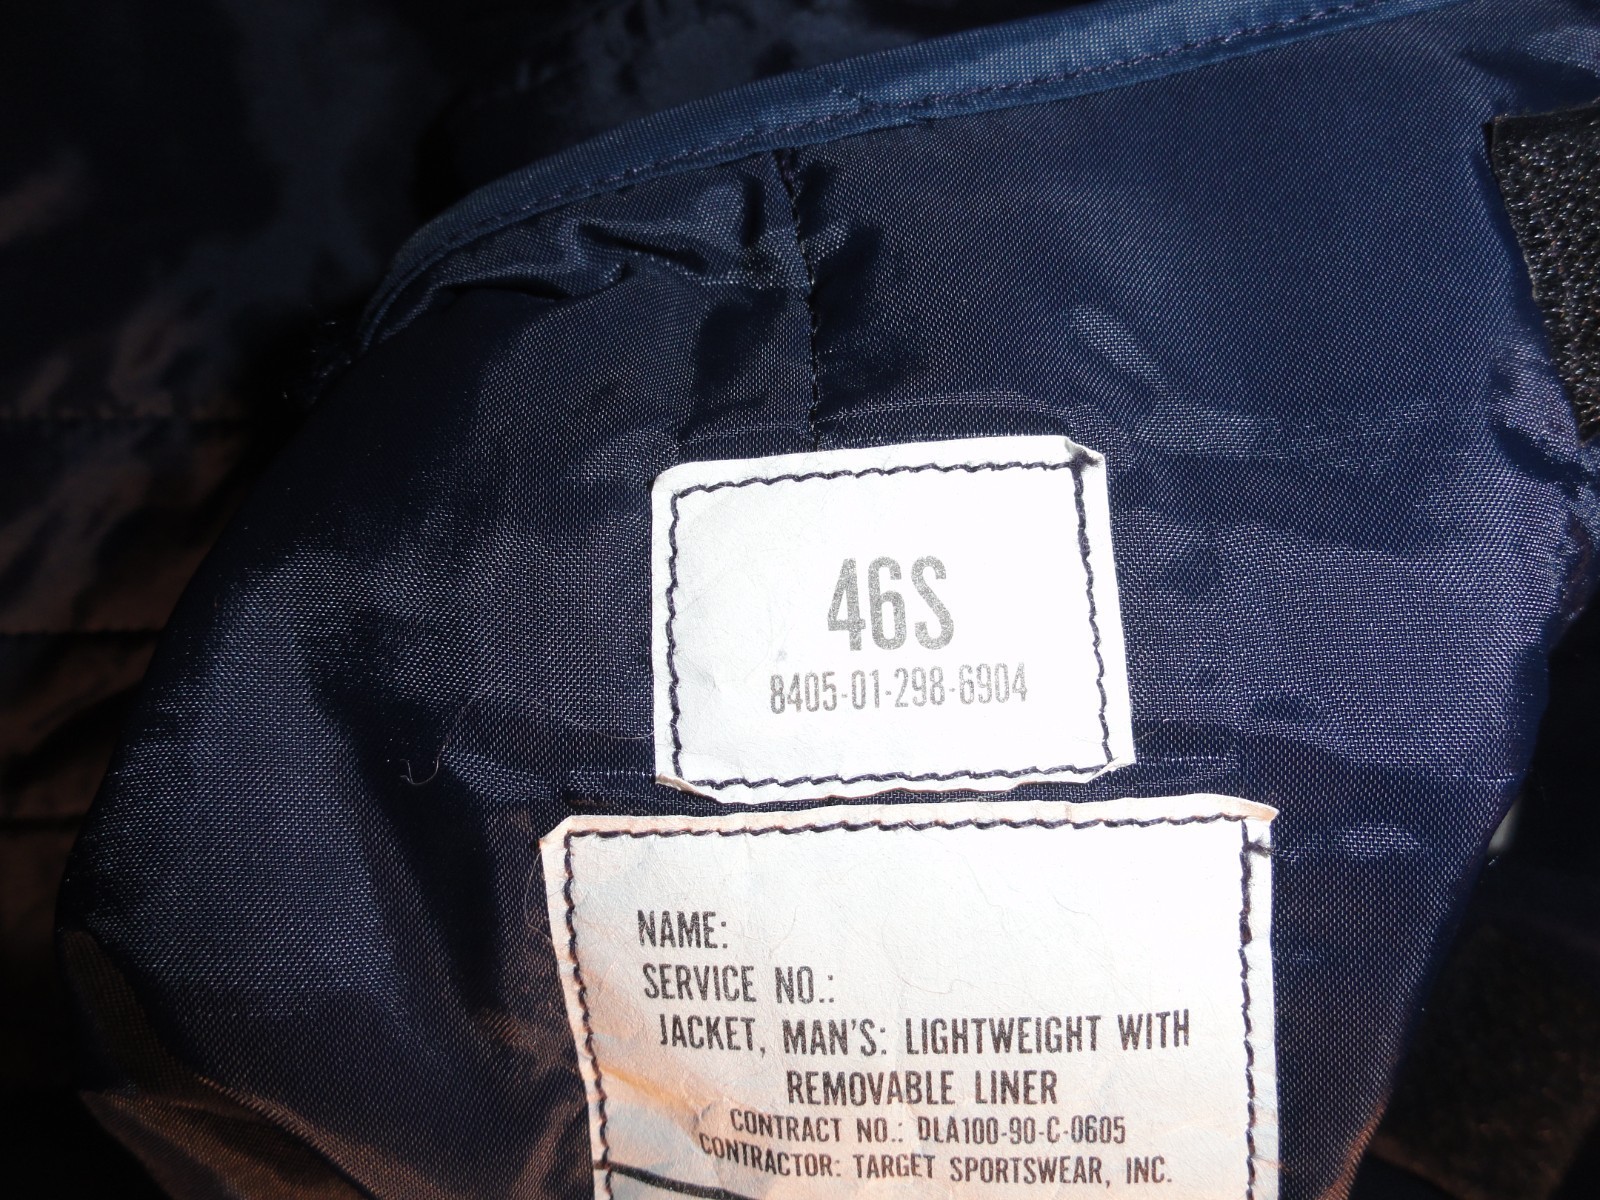 46S
8405-01-298-6904
NAME:
SERVICE NO.:
JACKET, MAN'S: LIGHTWEIGHT WITH
REMOVABLE LINER
CONTRACT NO.: DLA100-90-C-0605
CONTRACTOR: TARGET SPORTSWEAR, INC.